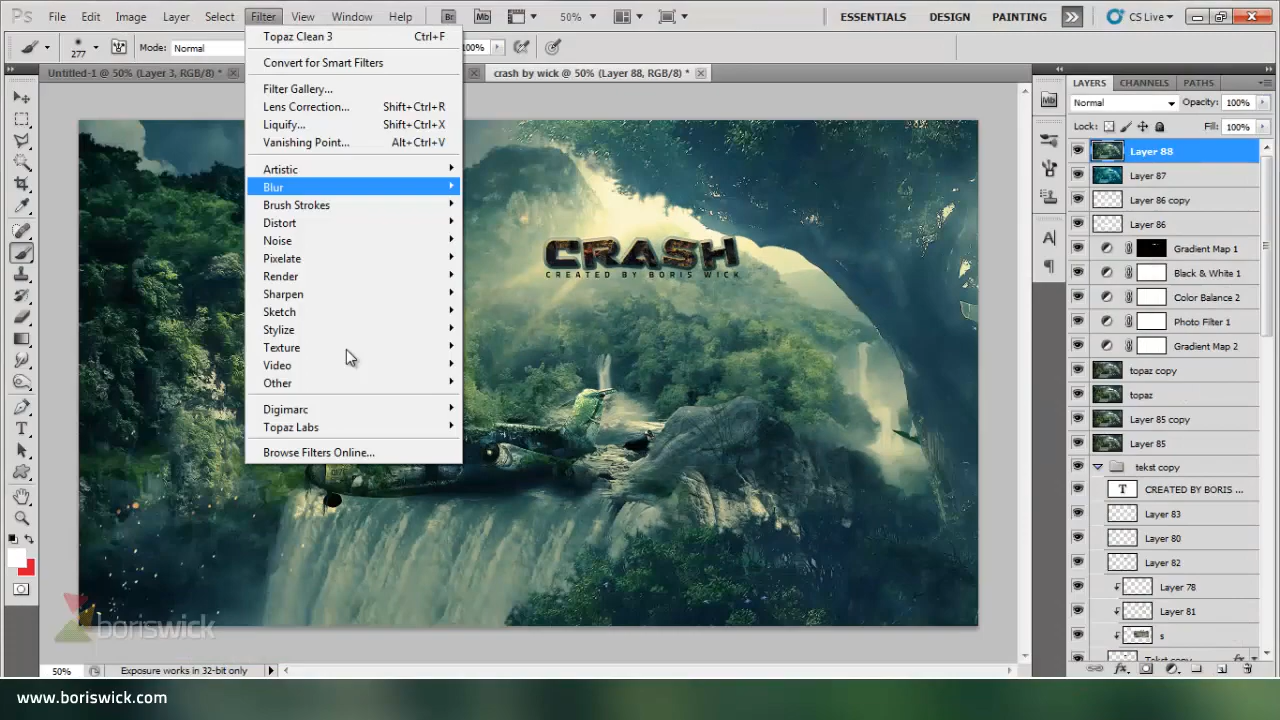 Ps File Edit Image Layer Select Filter View Window Help Br Mb 50% ESSENTIALS DESIGN PAINTING CS Live
277 Mode: Normal 100%
Untitled-1 @ 50% (Layer 3, RGB/8) * crash by wick @ 50% (Layer 88, RGB/8) *
Topaz Clean 3 Ctrl+F
Convert for Smart Filters
Filter Gallery...
Lens Correction... Shift+Ctrl+R
Liquify... Shift+Ctrl+X
Vanishing Point... Alt+Ctrl+V
Artistic
Blur
Brush Strokes
Distort
Noise
Pixelate
Render
Sharpen
Sketch
Stylize
Texture
Video
Other
Digimarc
Topaz Labs
Browse Filters Online...
CRASH
CREATED BY BORIS WICK
boriswick
50% Exposure works in 32-bit only
Mb
LAYERS CHANNELS PATHS
Normal Opacity: 100%
Lock: Fill: 100%
Layer 88
Layer 87
Layer 86 copy
Layer 86
Gradient Map 1
Black & White 1
Color Balance 2
Photo Filter 1
Gradient Map 2
topaz copy
topaz
Layer 85 copy
Layer 85
tekst copy
T CREATED BY BORIS ...
Layer 83
Layer 80
Layer 82
Layer 78
Layer 81
s
Tekst copy fx
www.boriswick.com